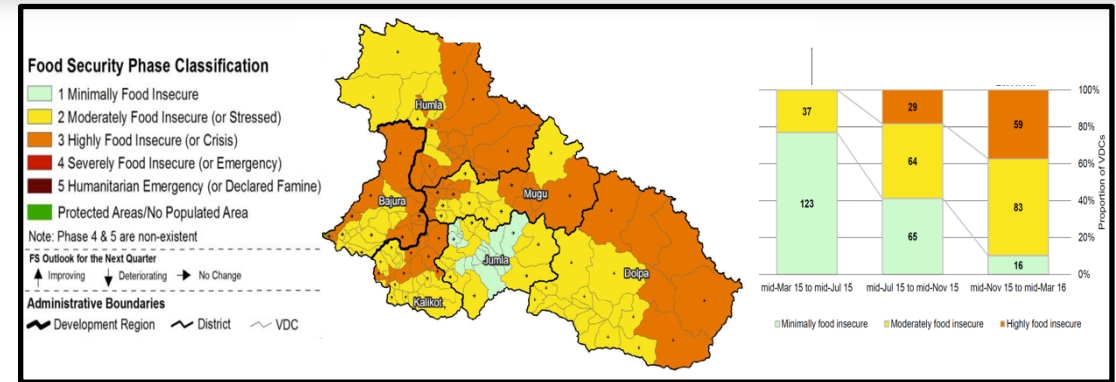 Food Security Phase Classification
1 Minimally Food Insecure
2 Moderately Food Insecure (or Stressed)
3 Highly Food Insecure (or Crisis)
4 Severely Food Insecure (or Emergency)
5 Humanitarian Emergency (or Declared Famine)
Protected Areas/No Populated Area
Note: Phase 4 & 5 are non-existent
FS Outlook for the Next Quarter
Improving Deteriorating No Change
Administrative Boundaries
Development Region District VDC
Humla
Mugu
Bajura
Jumla
Dolpa
Kalikot
37
123
29
64
65
59
83
16
100%
80%
60%
40%
20%
0%
Proportion of VDCs
mid-Mar 15 to mid-Jul 15 mid-Jul 15 to mid-Nov 15 mid-Nov 15 to mid-Mar 16
Minimally food insecure Moderately food insecure Highly food insecure